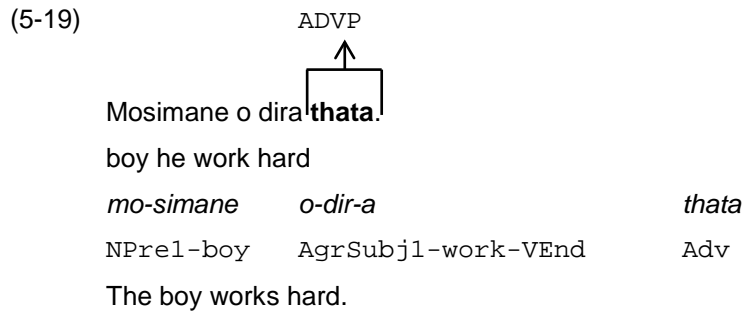 (5-19) ADVP
Mosimane o dira thata.
boy he work hard
mo-simane o-dir-a thata
NPre1-boy AgrSubj1-work-VEnd Adv
The boy works hard.